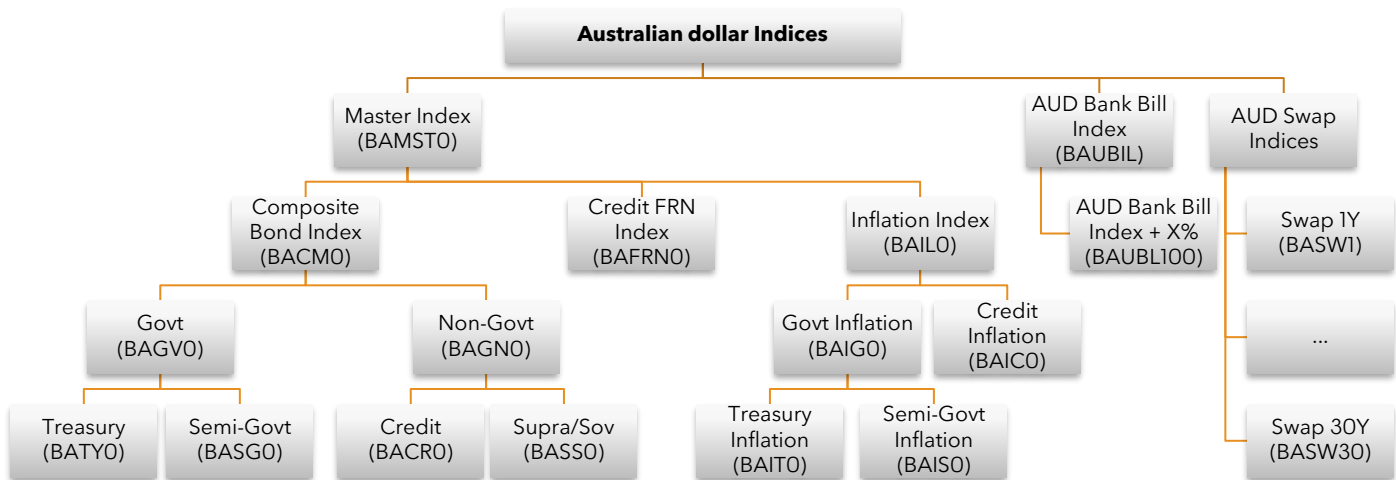 Australian dollar Indices
Master Index
(BAMST0)
AUD Bank Bill
Index
(BAUBIL)
AUD Swap
Indices
Composite
Bond Index
(BACM0)
Credit FRN
Index
(BAFRN0)
Inflation Index
(BAIL0)
AUD Bank Bill
Index + X%
(BAUBL100)
Swap 1Y
(BASW1)
Govt
(BAGV0)
Non-Govt
(BAGN0)
Govt Inflation
(BAIG0)
Credit
Inflation
(BAIC0)
...
Treasury
(BATY0)
Semi-Govt
(BASG0)
Credit
(BACR0)
Supra/Sov
(BASS0)
Treasury
Inflation
(BAIT0)
Semi-Govt
Inflation
(BAIS0)
Swap 30Y
(BASW30)